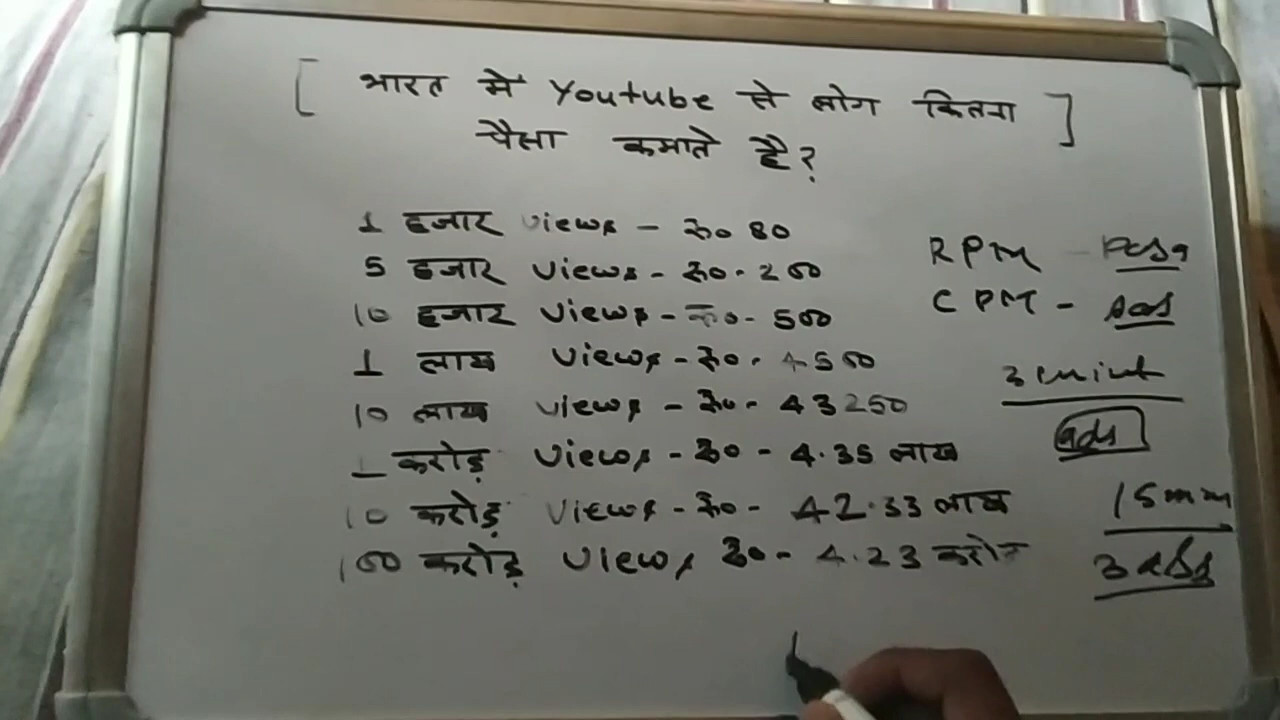 [ भारत में Youtube से लोग कितना ]
पैसा कमाते है?
1 हजार views - रु० 80
5 हजार views - रु० - 250
10 हजार views - रु० - 500
1 लाख views - रु० - 4500
10 लाख views - रु० - 43250
1 करोड़ views - रु० - 4.35 लाख
10 करोड़ views - रु० - 42.33 लाख
100 करोड़ views रु० - 4.23 करोड़
RPM -
CPM - ads
3 minut
ads
15 min
3 ads